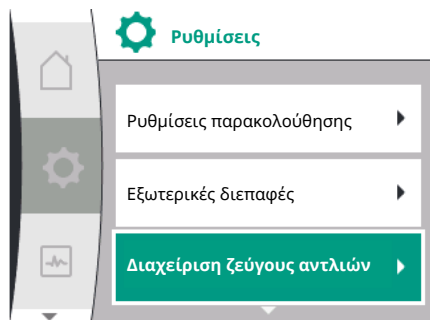 Ρυθμίσεις
Ρυθμίσεις παρακολούθησης
Εξωτερικές διεπαφές
Διαχείριση ζεύγους αντλιών